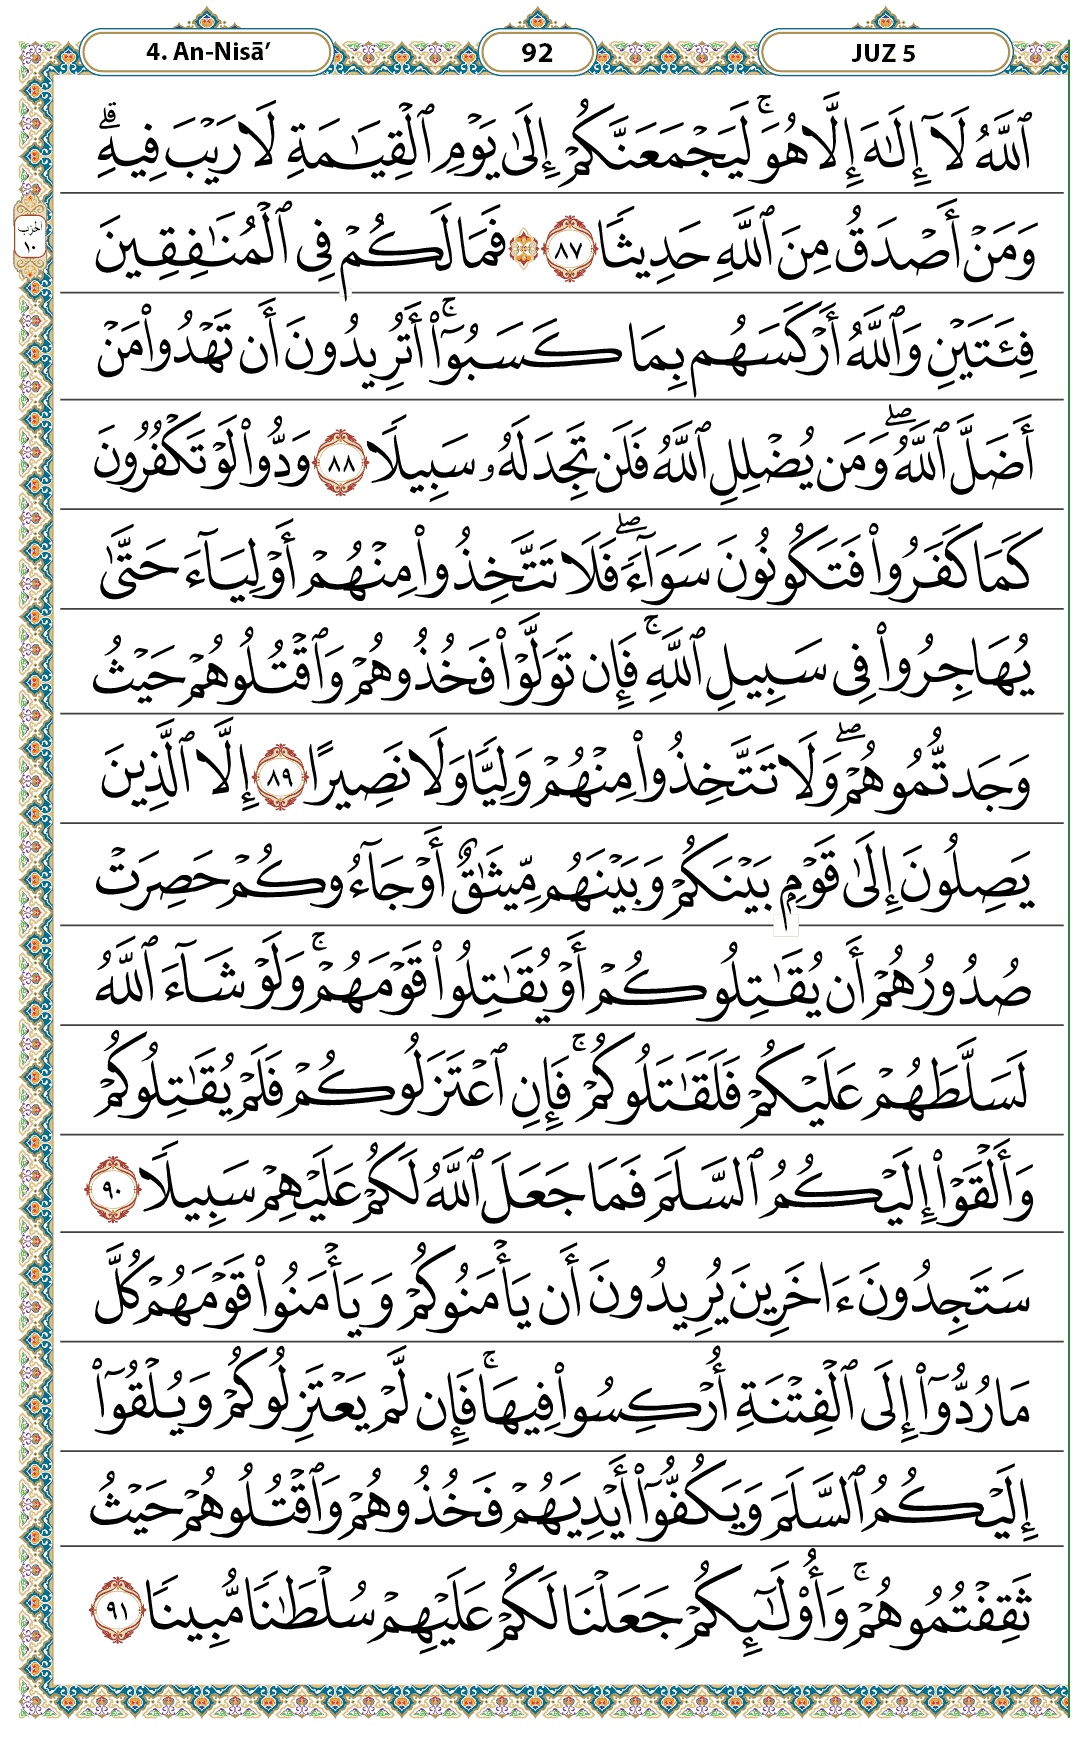 4. An-Nisā’ 92 JUZ 5
ٱللَّهُ لَآ إِلَٰهَ إِلَّا هُوَۚ لَيَجۡمَعَنَّكُمۡ إِلَىٰ يَوۡمِ ٱلۡقِيَٰمَةِ لَا رَيۡبَ فِيهِۗ
وَمَنۡ أَصۡدَقُ مِنَ ٱللَّهِ حَدِيثٗا ٨٧ ۞ فَمَا لَكُمۡ فِي ٱلۡمُنَٰفِقِينَ
الحزب ١٠
فِئَتَيۡنِ وَٱللَّهُ أَرۡكَسَهُم بِمَا كَسَبُوٓاْۚ أَتُرِيدُونَ أَن تَهۡدُواْ مَنۡ
أَضَلَّ ٱللَّهُۖ وَمَن يُضۡلِلِ ٱللَّهُ فَلَن تَجِدَ لَهُۥ سَبِيلٗا ٨٨ وَدُّواْ لَوۡ تَكۡفُرُونَ
كَمَا كَفَرُواْ فَتَكُونُونَ سَوَآءٗۖ فَلَا تَتَّخِذُواْ مِنۡهُمۡ أَوۡلِيَآءَ حَتَّىٰ
يُهَاجِرُواْ فِي سَبِيلِ ٱللَّهِۚ فَإِن تَوَلَّوۡاْ فَخُذُوهُمۡ وَٱقۡتُلُوهُمۡ حَيۡثُ
وَجَدتُّمُوهُمۡۖ وَلَا تَتَّخِذُواْ مِنۡهُمۡ وَلِيّٗا وَلَا نَصِيرًا ٨٩ إِلَّا ٱلَّذِينَ
يَصِلُونَ إِلَىٰ قَوۡمِۭ بَيۡنَكُمۡ وَبَيۡنَهُم مِّيثَٰقٌ أَوۡ جَآءُوكُمۡ حَصِرَتۡ
صُدُورُهُمۡ أَن يُقَٰتِلُوكُمۡ أَوۡ يُقَٰتِلُواْ قَوۡمَهُمۡۚ وَلَوۡ شَآءَ ٱللَّهُ
لَسَلَّطَهُمۡ عَلَيۡكُمۡ فَلَقَٰتَلُوكُمۡۚ فَإِنِ ٱعۡتَزَلُوكُمۡ فَلَمۡ يُقَٰتِلُوكُمۡ
وَأَلۡقَوۡاْ إِلَيۡكُمُ ٱلسَّلَمَ فَمَا جَعَلَ ٱللَّهُ لَكُمۡ عَلَيۡهِمۡ سَبِيلٗا ٩٠
سَتَجِدُونَ ءَاخَرِينَ يُرِيدُونَ أَن يَأۡمَنُوكُمۡ وَيَأۡمَنُواْ قَوۡمَهُمۡ كُلَّ
مَا رُدُّوٓاْ إِلَى ٱلۡفِتۡنَةِ أُرۡكِسُواْ فِيهَاۚ فَإِن لَّمۡ يَعۡتَزِلُوكُمۡ وَيُلۡقُوٓاْ
إِلَيۡكُمُ ٱلسَّلَمَ وَيَكُفُّوٓاْ أَيۡدِيَهُمۡ فَخُذُوهُمۡ وَٱقۡتُلُوهُمۡ حَيۡثُ
ثَقِفۡتُمُوهُمۡۚ وَأُوْلَٰٓئِكُمۡ جَعَلۡنَا لَكُمۡ عَلَيۡهِمۡ سُلۡطَٰنٗا مُّبِينٗا ٩١